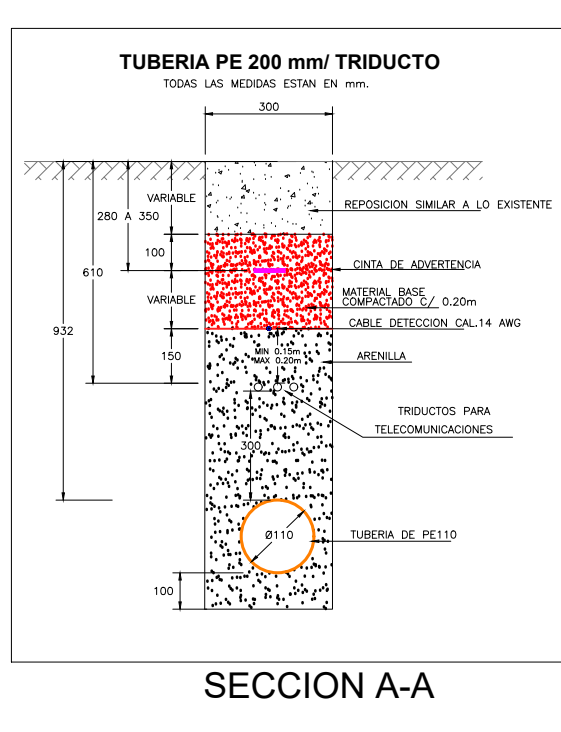 TUBERIA PE 200 mm/ TRIDUCTO
TODAS LAS MEDIDAS ESTAN EN mm.
300
VARIABLE
REPOSICION SIMILAR A LO EXISTENTE
280 A 350
100
CINTA DE ADVERTENCIA
610
MATERIAL BASE
COMPACTADO C/ 0.20m
VARIABLE
CABLE DETECCION CAL.14 AWG
932
150
MIN 0.15m
MAX 0.20m
ARENILLA
TRIDUCTOS PARA
TELECOMUNICACIONES
300
Ø110
TUBERIA DE PE110
100
SECCION A-A